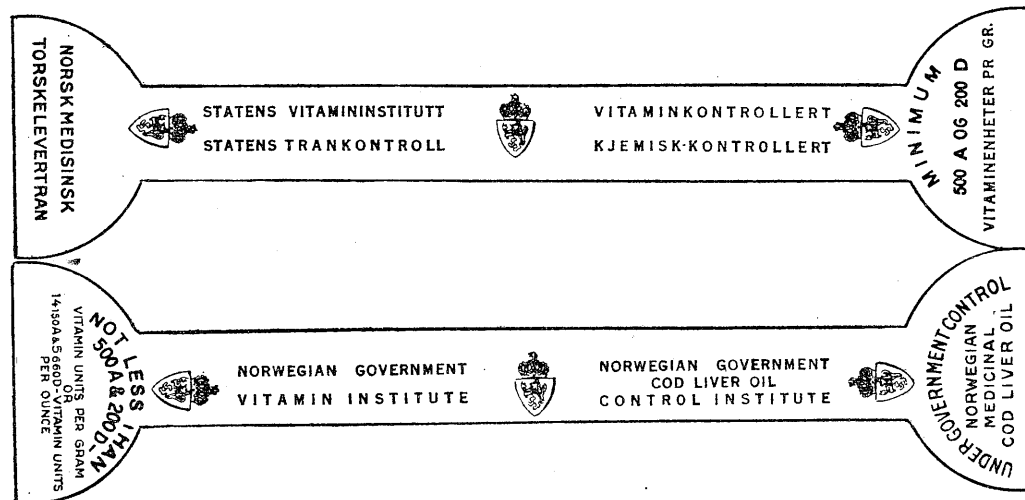 NORSK MEDISINSK
TORSKELEVERTRAN
STATENS VITAMININSTITUTT
STATENS TRANKONTROLL
VITAMINKONTROLLERT
KJEMISK-KONTROLLERT
MINIMUM
500 A OG 200 D
VITAMINENHETER PR GR.
NOT LESS THAN
500 A & 200 D-
VITAMIN UNITS PER GRAM
OR
14150 A & 5660 D-VITAMIN UNITS
PER OUNCE
NORWEGIAN GOVERNMENT
VITAMIN INSTITUTE
NORWEGIAN GOVERNMENT
COD LIVER OIL
CONTROL INSTITUTE
UNDER GOVERNMENT CONTROL
NORWEGIAN
MEDICINAL
COD LIVER OIL